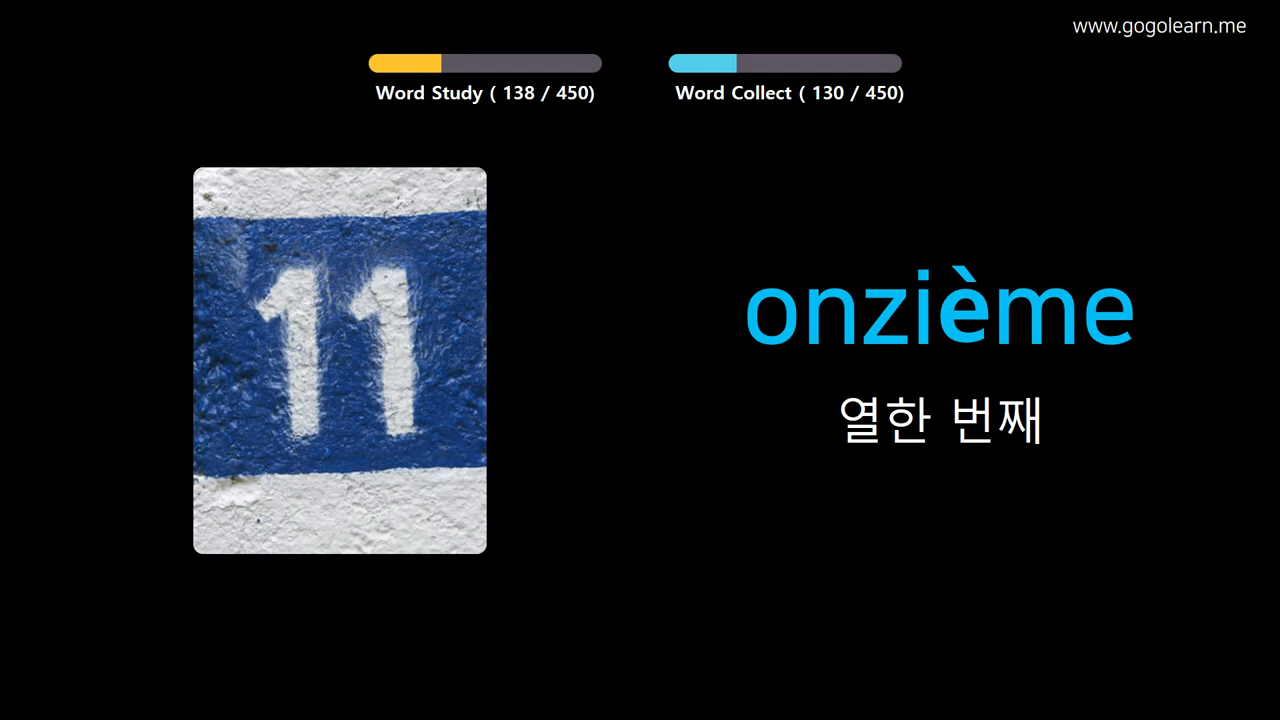 www.gogolearn.me
Word Study ( 138 / 450)
Word Collect ( 130 / 450)
11
onzième
열한 번째